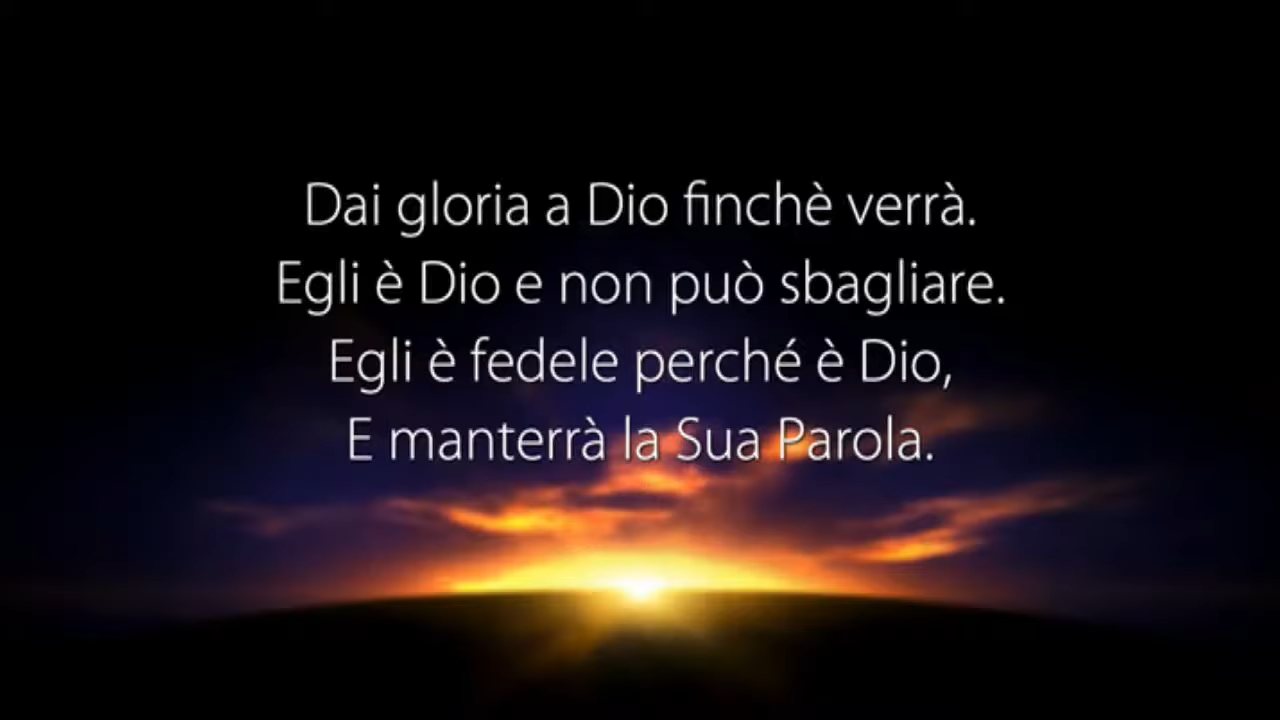 Dai gloria a Dio finchè verrà.
Egli è Dio e non può sbagliare.
Egli è fedele perché è Dio,
E manterrà la Sua Parola.